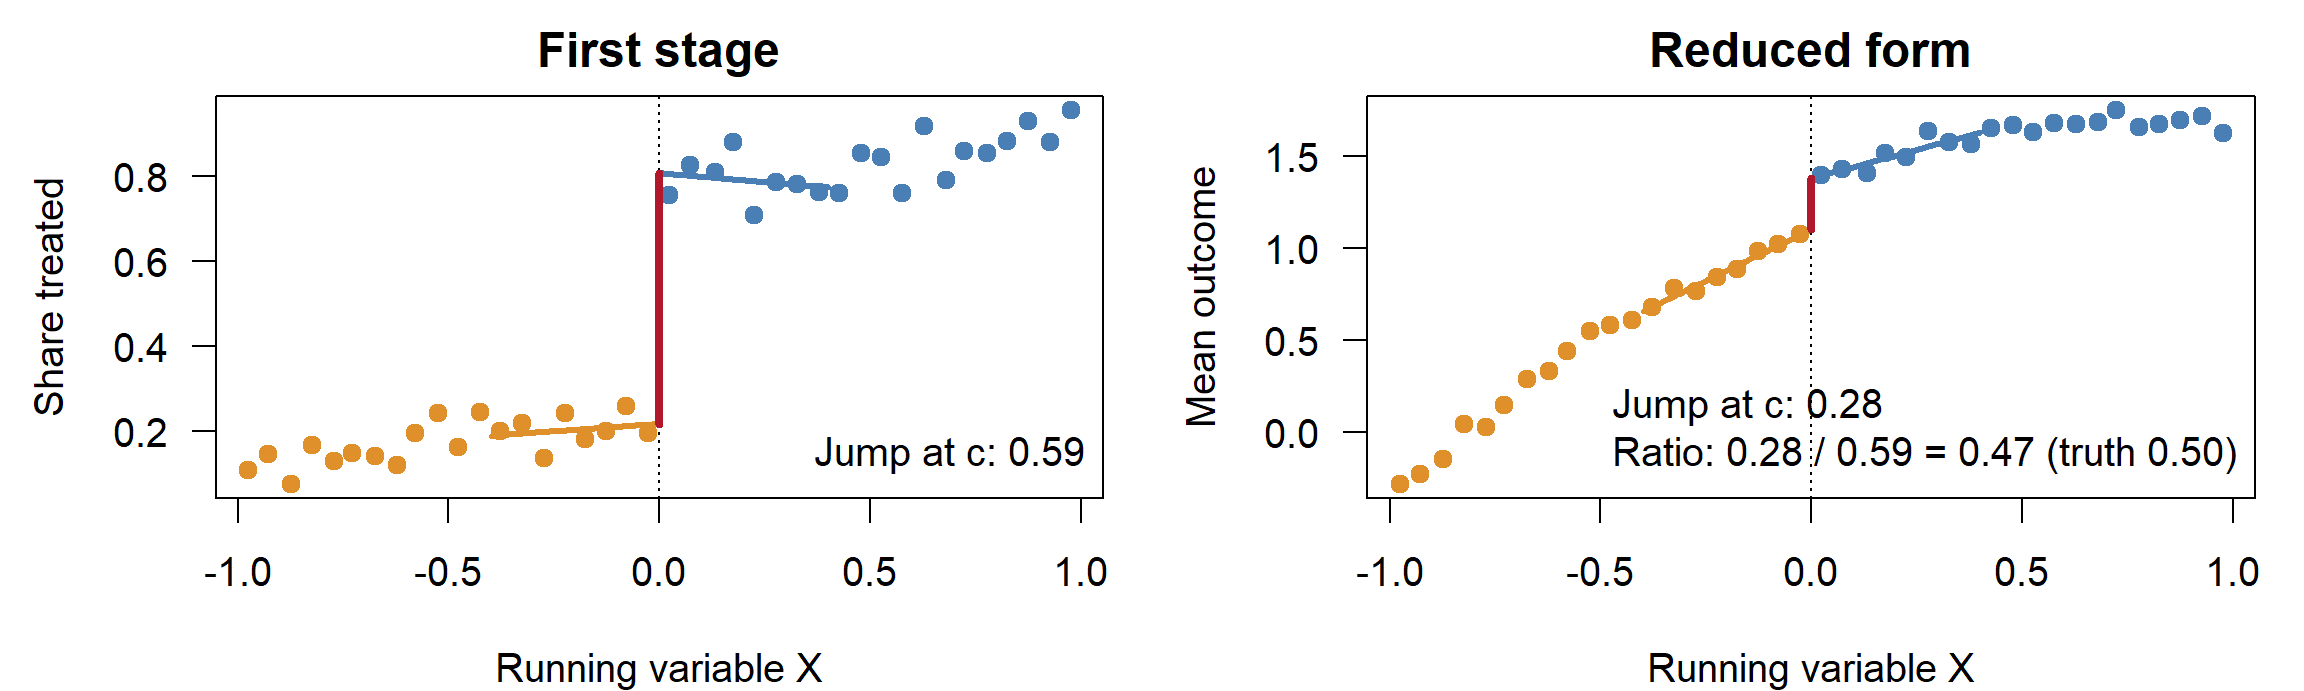 First stage
Share treated
0.8
0.6
0.4
0.2
Jump at c: 0.59
-1.0 -0.5 0.0 0.5 1.0
Running variable X
Reduced form
Mean outcome
1.5
1.0
0.5
0.0
Jump at c: 0.28
Ratio: 0.28 / 0.59 = 0.47 (truth 0.50)
-1.0 -0.5 0.0 0.5 1.0
Running variable X